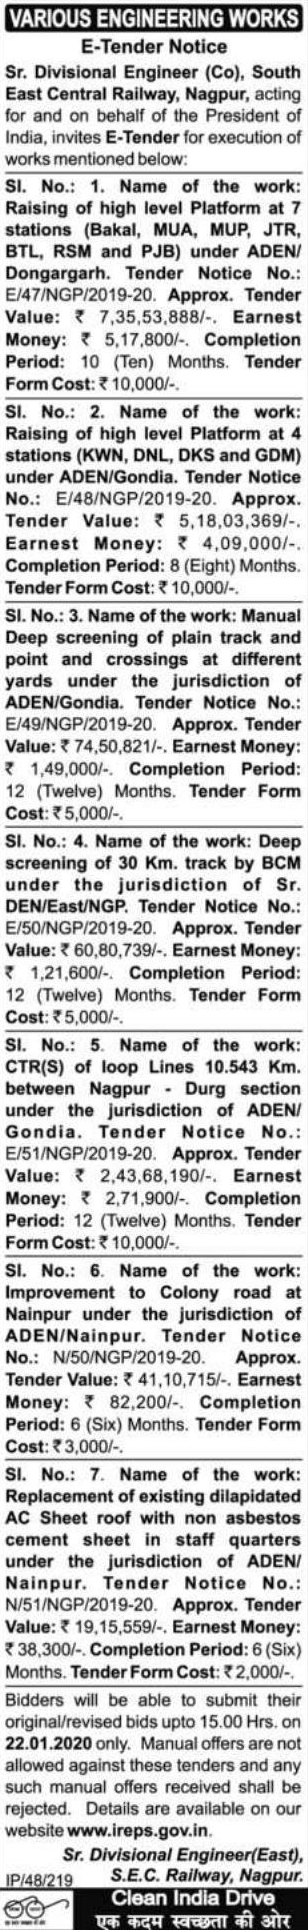 VARIOUS ENGINEERING WORKS
E-Tender Notice
Sr. Divisional Engineer (Co), South
East Central Railway, Nagpur, acting
for and on behalf of the President of
India, invites E-Tender for execution of
works mentioned below:
Sl. No.: 1. Name of the work:
Raising of high level Platform at 7
stations (Bakal, MUA, MUP, JTR,
BTL, RSM and PJB) under ADEN/
Dongargarh. Tender Notice No.:
E/47/NGP/2019-20. Approx. Tender
Value: ₹ 7,35,53,888/-. Earnest
Money: ₹ 5,17,800/-. Completion
Period: 10 (Ten) Months. Tender
Form Cost: ₹ 10,000/-.
Sl. No.: 2. Name of the work:
Raising of high level Platform at 4
stations (KWN, DNL, DKS and GDM)
under ADEN/Gondia. Tender Notice
No.: E/48/NGP/2019-20. Approx.
Tender Value: ₹ 5,18,03,369/-.
Earnest Money: ₹ 4,09,000/-.
Completion Period: 8 (Eight) Months.
Tender Form Cost: ₹ 10,000/-.
Sl. No.: 3. Name of the work: Manual
Deep screening of plain track and
point and crossings at different
yards under the jurisdiction of
ADEN/Gondia. Tender Notice No.:
E/49/NGP/2019-20. Approx. Tender
Value: ₹ 74,50,821/-. Earnest Money:
₹ 1,49,000/-. Completion Period:
12 (Twelve) Months. Tender Form
Cost: ₹ 5,000/-.
Sl. No.: 4. Name of the work: Deep
screening of 30 Km. track by BCM
under the jurisdiction of Sr.
DEN/East/NGP. Tender Notice No.:
E/50/NGP/2019-20. Approx. Tender
Value: ₹ 60,80,739/-. Earnest Money:
₹ 1,21,600/-. Completion Period:
12 (Twelve) Months. Tender Form
Cost: ₹ 5,000/-.
Sl. No.: 5. Name of the work:
CTR(S) of loop Lines 10.543 Km.
between Nagpur - Durg section
under the jurisdiction of ADEN/
Gondia. Tender Notice No.:
E/51/NGP/2019-20. Approx. Tender
Value: ₹ 2,43,68,190/-. Earnest
Money: ₹ 2,71,900/-. Completion
Period: 12 (Twelve) Months. Tender
Form Cost: ₹ 10,000/-.
Sl. No.: 6. Name of the work:
Improvement to Colony road at
Nainpur under the jurisdiction of
ADEN/Nainpur. Tender Notice
No.: N/50/NGP/2019-20. Approx.
Tender Value: ₹ 41,10,715/-. Earnest
Money: ₹ 82,200/-. Completion
Period: 6 (Six) Months. Tender Form
Cost: ₹ 3,000/-.
Sl. No.: 7. Name of the work:
Replacement of existing dilapidated
AC Sheet roof with non asbestos
cement sheet in staff quarters
under the jurisdiction of ADEN/
Nainpur. Tender Notice No.:
N/51/NGP/2019-20. Approx. Tender
Value: ₹ 19,15,559/-. Earnest Money:
₹ 38,300/-. Completion Period: 6 (Six)
Months. Tender Form Cost: ₹ 2,000/-.
Bidders will be able to submit their
original/revised bids upto 15.00 Hrs. on
22.01.2020 only. Manual offers are not
allowed against these tenders and any
such manual offers received shall be
rejected. Details are available on our
website www.ireps.gov.in.
Sr. Divisional Engineer(East),
IP/48/219 S.E.C. Railway, Nagpur.
Clean India Drive
एक कदम स्वच्छता की ओर